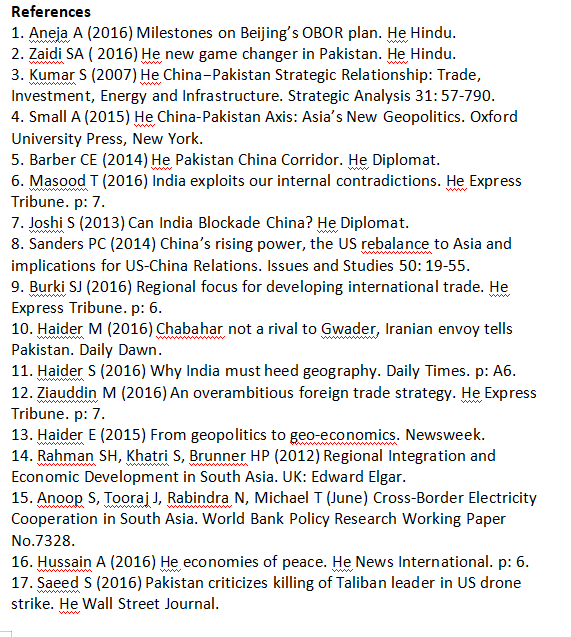 References
1. Aneja A (2016) Milestones on Beijing's OBOR plan. He Hindu.
2. Zaidi SA ( 2016) He new game changer in Pakistan. He Hindu.
3. Kumar S (2007) He China–Pakistan Strategic Relationship: Trade,
Investment, Energy and Infrastructure. Strategic Analysis 31: 57-790.
4. Small A (2015) He China-Pakistan Axis: Asia's New Geopolitics. Oxford
University Press, New York.
5. Barber CE (2014) He Pakistan China Corridor. He Diplomat.
6. Masood T (2016) India exploits our internal contradictions. He Express
Tribune. p: 7.
7. Joshi S (2013) Can India Blockade China? He Diplomat.
8. Sanders PC (2014) China's rising power, the US rebalance to Asia and
implications for US-China Relations. Issues and Studies 50: 19-55.
9. Burki SJ (2016) Regional focus for developing international trade. He
Express Tribune. p: 6.
10. Haider M (2016) Chabahar not a rival to Gwader, Iranian envoy tells
Pakistan. Daily Dawn.
11. Haider S (2016) Why India must heed geography. Daily Times. p: A6.
12. Ziauddin M (2016) An overambitious foreign trade strategy. He Express
Tribune. p: 7.
13. Haider E (2015) From geopolitics to geo-economics. Newsweek.
14. Rahman SH, Khatri S, Brunner HP (2012) Regional Integration and
Economic Development in South Asia. UK: Edward Elgar.
15. Anoop S, Tooraj J, Rabindra N, Michael T (June) Cross-Border Electricity
Cooperation in South Asia. World Bank Policy Research Working Paper
No.7328.
16. Hussain A (2016) He economies of peace. He News International. p: 6.
17. Saeed S (2016) Pakistan criticizes killing of Taliban leader in US drone
strike. He Wall Street Journal.